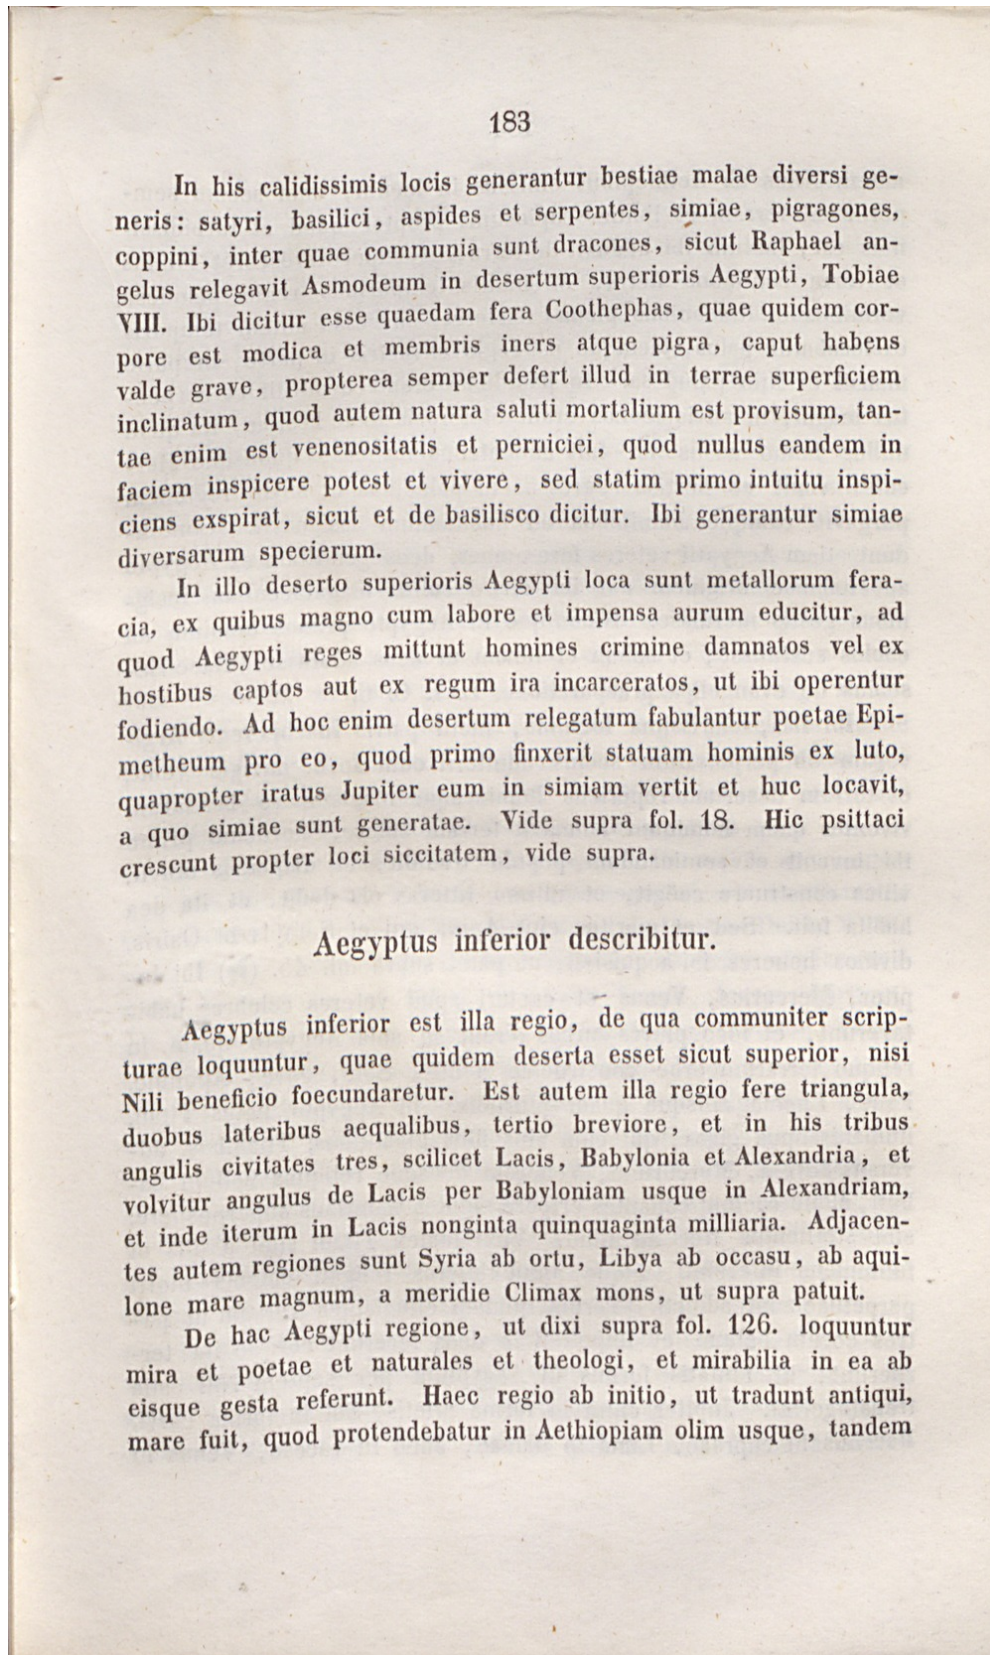 183
In his calidissimis locis generantur bestiae malae diversi ge-
neris: satyri, basilici, aspides et serpentes, simiae, pigragones,
coppini, inter quae communia sunt dracones, sicut Raphael an-
gelus relegavit Asmodeum in desertum superioris Aegypti, Tobiae
VIII. Ibi dicitur esse quaedam fera Coothephas, quae quidem cor-
pore est modica et membris iners atque pigra, caput habens
valde grave, propterea semper defert illud in terrae superficiem
inclinatum, quod autem natura saluti mortalium est provisum, tan-
tae enim est venenositatis et perniciei, quod nullus eandem in
faciem inspicere potest et vivere, sed statim primo intuitu inspi-
ciens exspirat, sicut et de basilisco dicitur. Ibi generantur simiae
diversarum specierum.
In illo deserto superioris Aegypti loca sunt metallorum fera-
cia, ex quibus magno cum labore et impensa aurum educitur, ad
quod Aegypti reges mittunt homines crimine damnatos vel ex
hostibus captos aut ex regum ira incarceratos, ut ibi operentur
fodiendo. Ad hoc enim desertum relegatum fabulantur poetae Epi-
metheum pro eo, quod primo finxerit statuam hominis ex luto,
quapropter iratus Jupiter eum in simiam vertit et huc locavit,
a quo simiae sunt generatae. Vide supra fol. 18. Hic psittaci
crescunt propter loci siccitatem, vide supra.
Aegyptus inferior describitur.
Aegyptus inferior est illa regio, de qua communiter scrip-
turae loquuntur, quae quidem deserta esset sicut superior, nisi
Nili beneficio foecundaretur. Est autem illa regio fere triangula,
duobus lateribus aequalibus, tertio breviore, et in his tribus
angulis civitates tres, scilicet Lacis, Babylonia et Alexandria, et
volvitur angulus de Lacis per Babyloniam usque in Alexandriam,
et inde iterum in Lacis nonginta quinquaginta milliaria. Adjacen-
tes autem regiones sunt Syria ab ortu, Libya ab occasu, ab aqui-
lone mare magnum, a meridie Climax mons, ut supra patuit.
De hac Aegypti regione, ut dixi supra fol. 126. loquuntur
mira et poetae et naturales et theologi, et mirabilia in ea ab
eisque gesta referunt. Haec regio ab initio, ut tradunt antiqui,
mare fuit, quod protendebatur in Aethiopiam olim usque, tandem